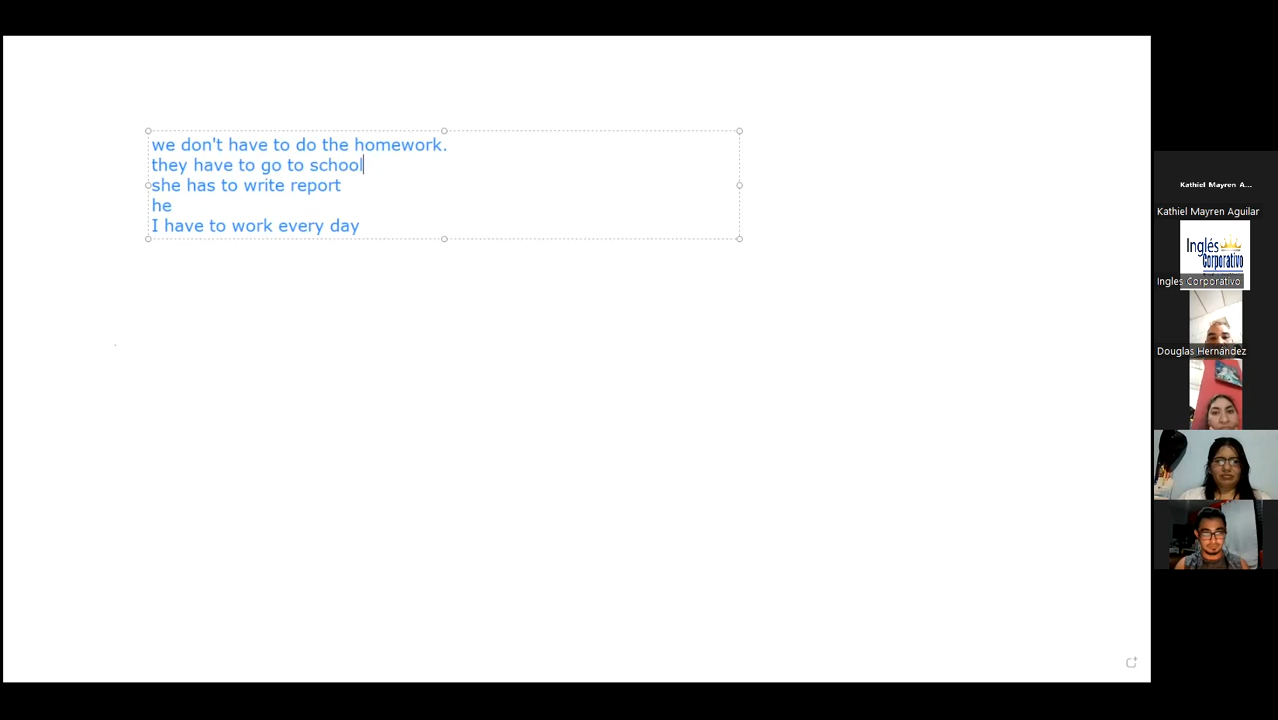 we don't have to do the homework.
they have to go to school
she has to write report
he
I have to work every day
Kathiel Mayren A...
Kathiel Mayren Aguilar
Inglés
Corporativo
Ingles Corporativo
Douglas Hernández